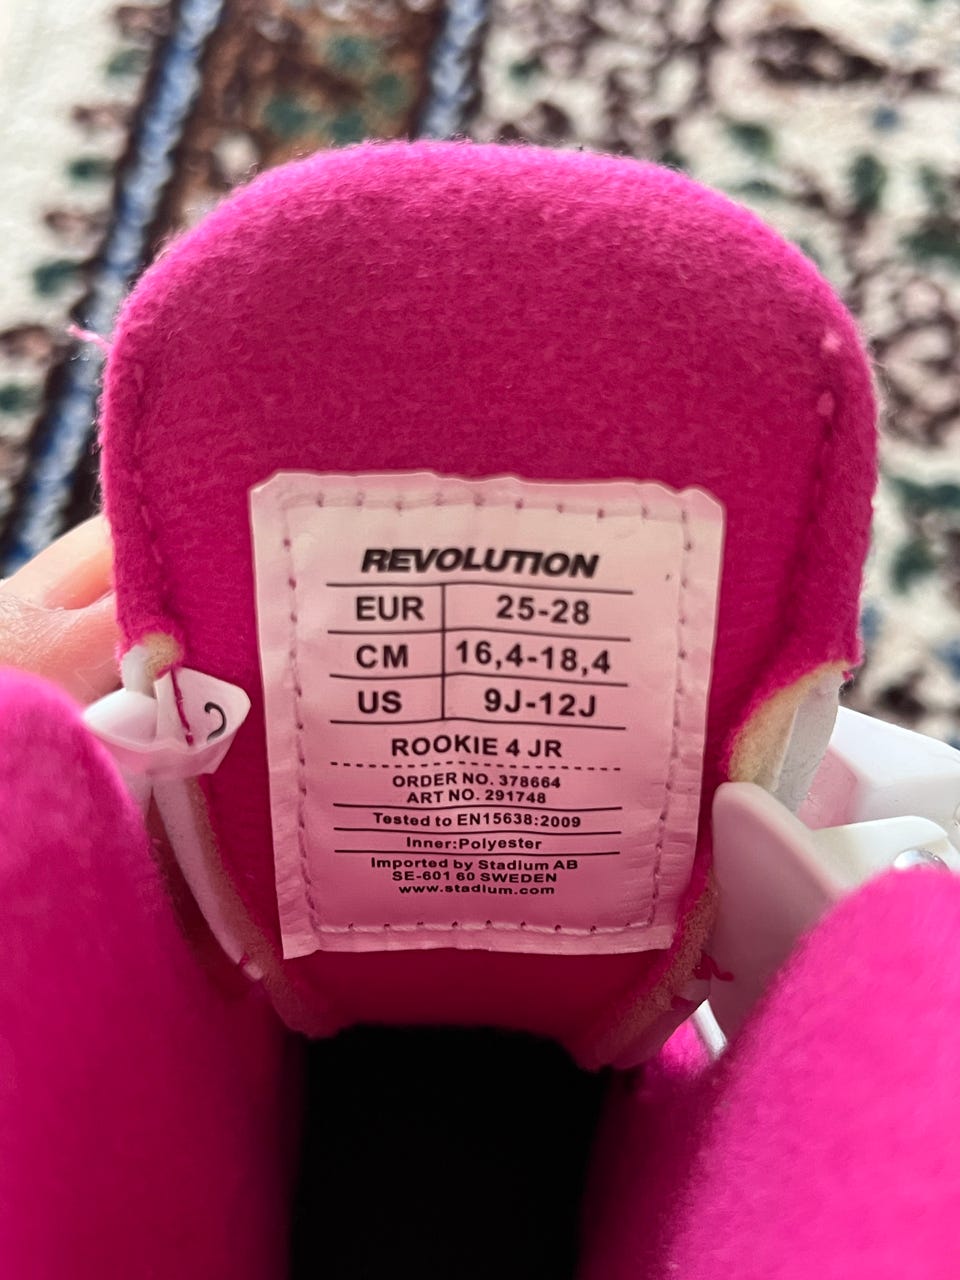 REVOLUTION
EUR 25-28
CM 16,4-18,4
US 9J-12J
ROOKIE 4 JR
ORDER NO. 378664
ART NO. 291748
Tested to EN15638:2009
Inner:Polyester
Imported by Stadium AB
SE-601 60 SWEDEN
www.stadium.com